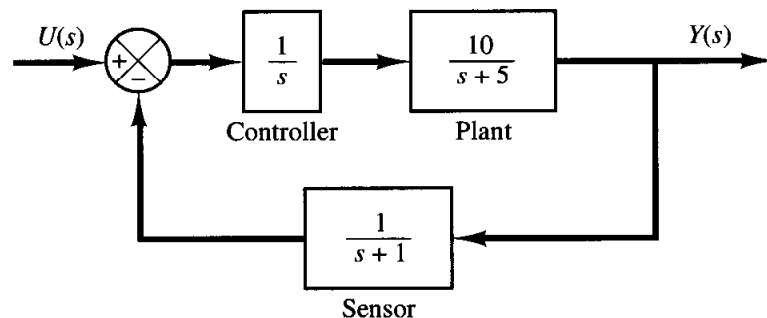 U(s)
Y(s)
+
−
1
s
10
s + 5
Controller
Plant
1
s + 1
Sensor